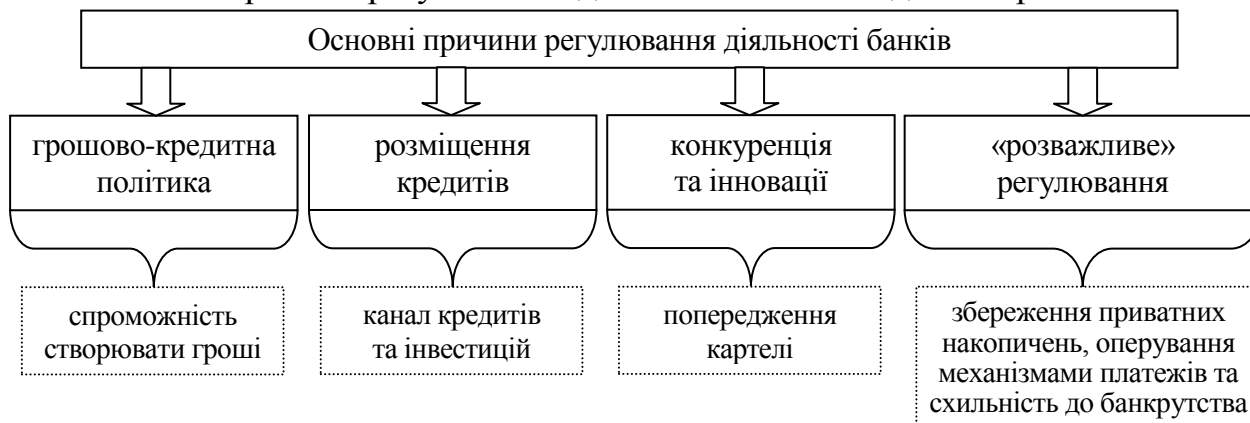 Основні причини регулювання діяльності банків
грошово-кредитна
політика
розміщення
кредитів
конкуренція
та інновації
«розважливе»
регулювання
спроможність
створювати гроші
канал кредитів
та інвестицій
попередження
картелі
збереження приватних
накопичень, оперування
механізмами платежів та
схильність до банкрутства